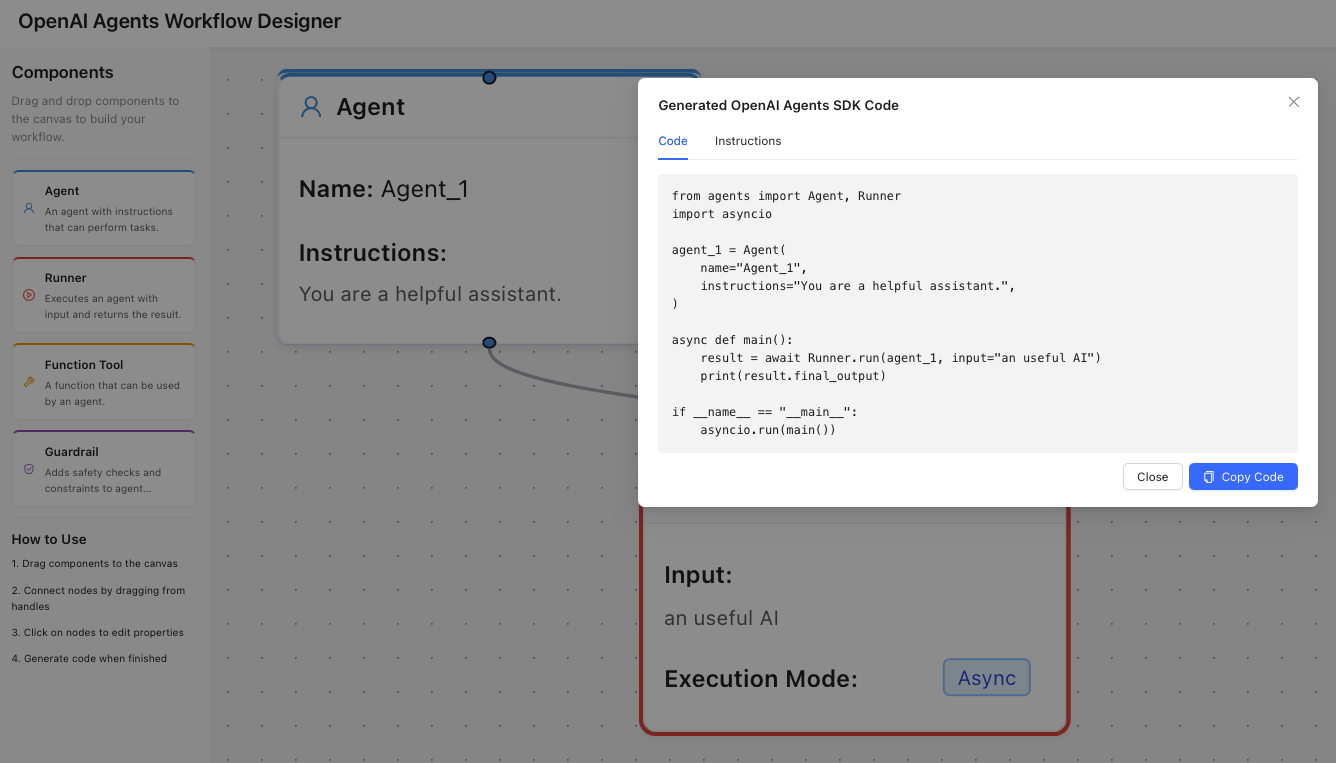 OpenAI Agents Workflow Designer
Components
Drag and drop components to
the canvas to build your
workflow.
Agent
An agent with instructions
that can perform tasks.
Runner
Executes an agent with
input and returns the result.
Function Tool
A function that can be used
by an agent.
Guardrail
Adds safety checks and
constraints to agent...
How to Use
1. Drag components to the canvas
2. Connect nodes by dragging from
handles
3. Click on nodes to edit properties
4. Generate code when finished
Agent
Name: Agent_1
Instructions:
You are a helpful assistant.
Generated OpenAI Agents SDK Code
Code Instructions
from agents import Agent, Runner
import asyncio
agent_1 = Agent(
    name="Agent_1",
    instructions="You are a helpful assistant.",
)
async def main():
    result = await Runner.run(agent_1, input="an useful AI")
    print(result.final_output)
if __name__ == "__main__":
    asyncio.run(main())
Close Copy Code
Input:
an useful AI
Execution Mode: Async